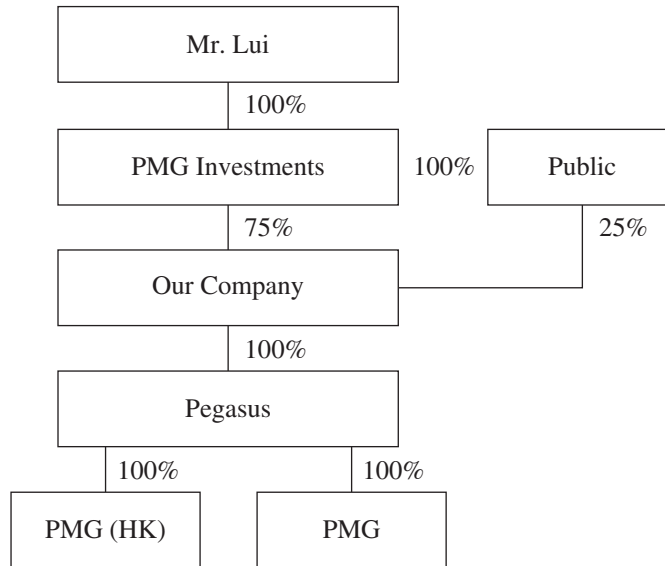 Mr. Lui
100%
PMG Investments
100%
Public
75%
25%
Our Company
100%
Pegasus
100%
100%
PMG (HK)
PMG